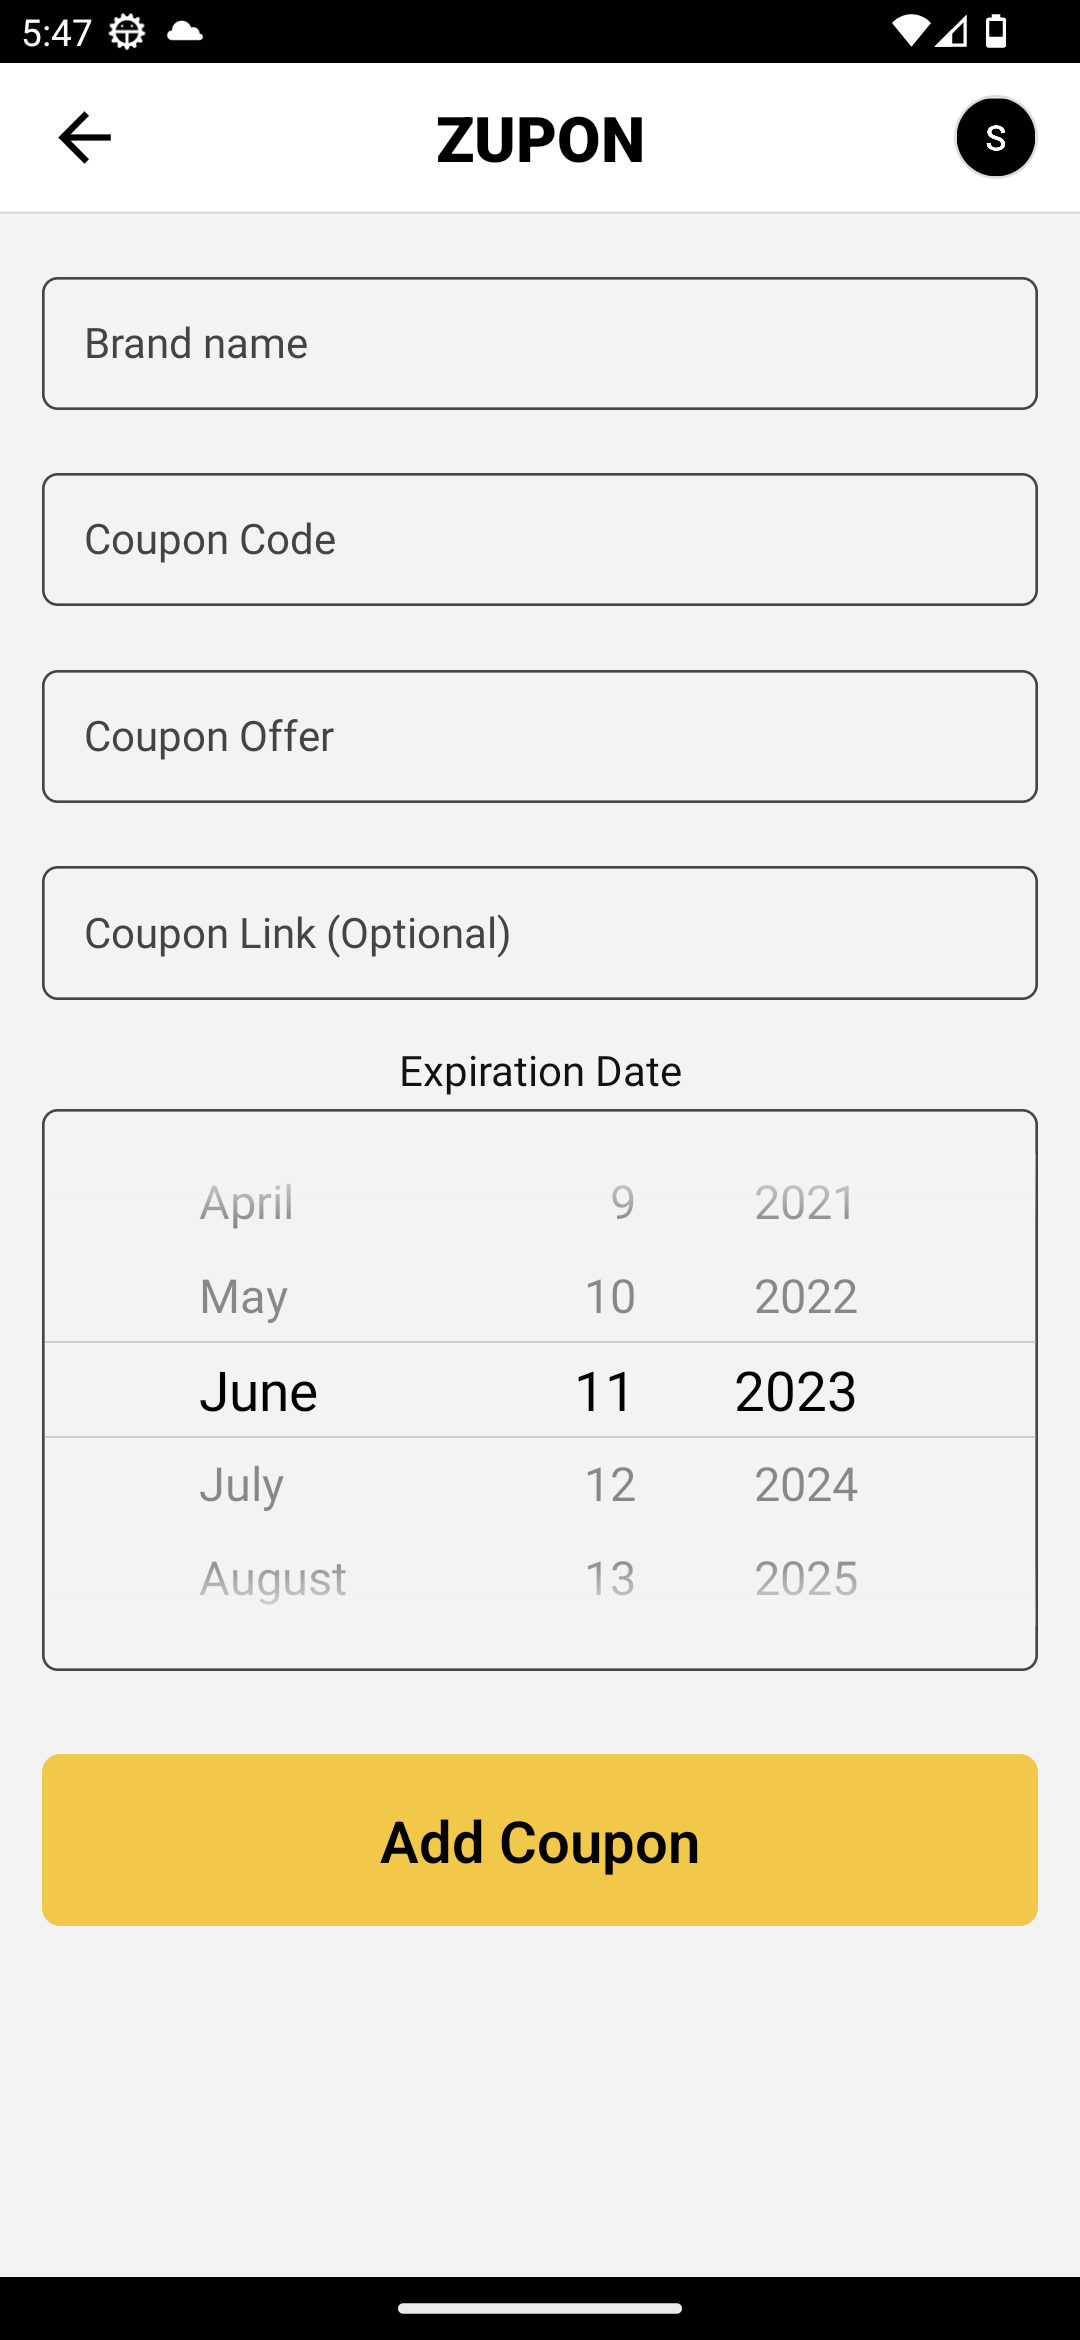 5:47
ZUPON
S
Brand name
Coupon Code
Coupon Offer
Coupon Link (Optional)
Expiration Date
April 9 2021
May 10 2022
June 11 2023
July 12 2024
August 13 2025
Add Coupon